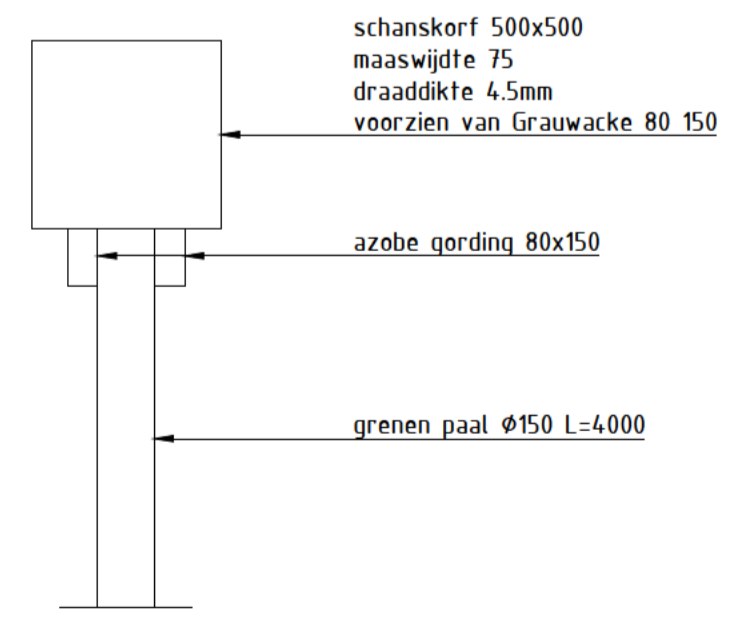 schanskorf 500x500
maaswijdte 75
draaddikte 4.5mm
voorzien van Grauwacke 80 150
azobe gording 80x150
grenen paal Ø150 L=4000